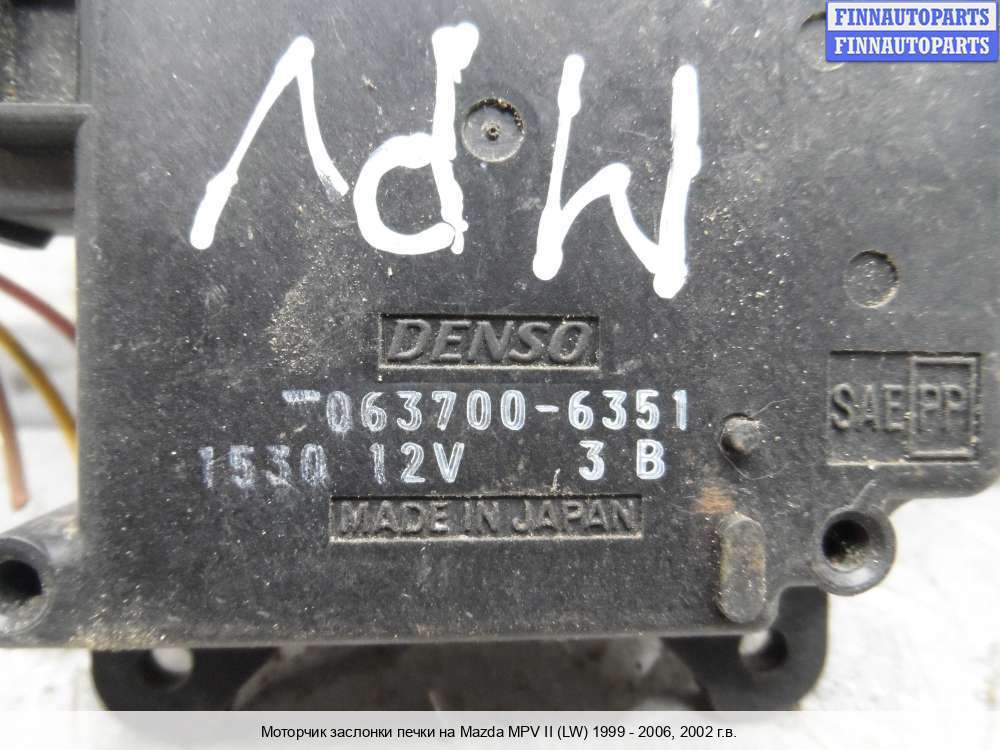 FINNAUTOPARTS
FINNAUTOPARTS
MPV
DENSO
063700-6351
SAE PP
1530 12V 3 B
MADE IN JAPAN
Моторчик заслонки печки на Mazda MPV II (LW) 1999 - 2006, 2002 г.в.